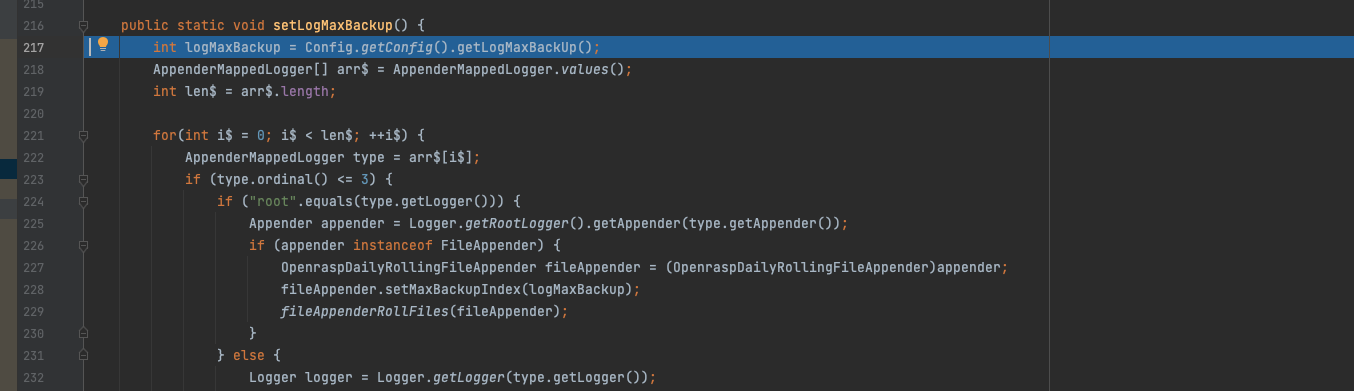 215
216 public static void setLogMaxBackup() {
217 int logMaxBackup = Config.getConfig().getLogMaxBackUp();
218 AppenderMappedLogger[] arr$ = AppenderMappedLogger.values();
219 int len$ = arr$.length;
220
221 for(int i$ = 0; i$ < len$; ++i$) {
222 AppenderMappedLogger type = arr$[i$];
223 if (type.ordinal() <= 3) {
224 if ("root".equals(type.getLogger())) {
225 Appender appender = Logger.getRootLogger().getAppender(type.getAppender());
226 if (appender instanceof FileAppender) {
227 OpenraspDailyRollingFileAppender fileAppender = (OpenraspDailyRollingFileAppender)appender;
228 fileAppender.setMaxBackupIndex(logMaxBackup);
229 fileAppenderRollFiles(fileAppender);
230 }
231 } else {
232 Logger logger = Logger.getLogger(type.getLogger());